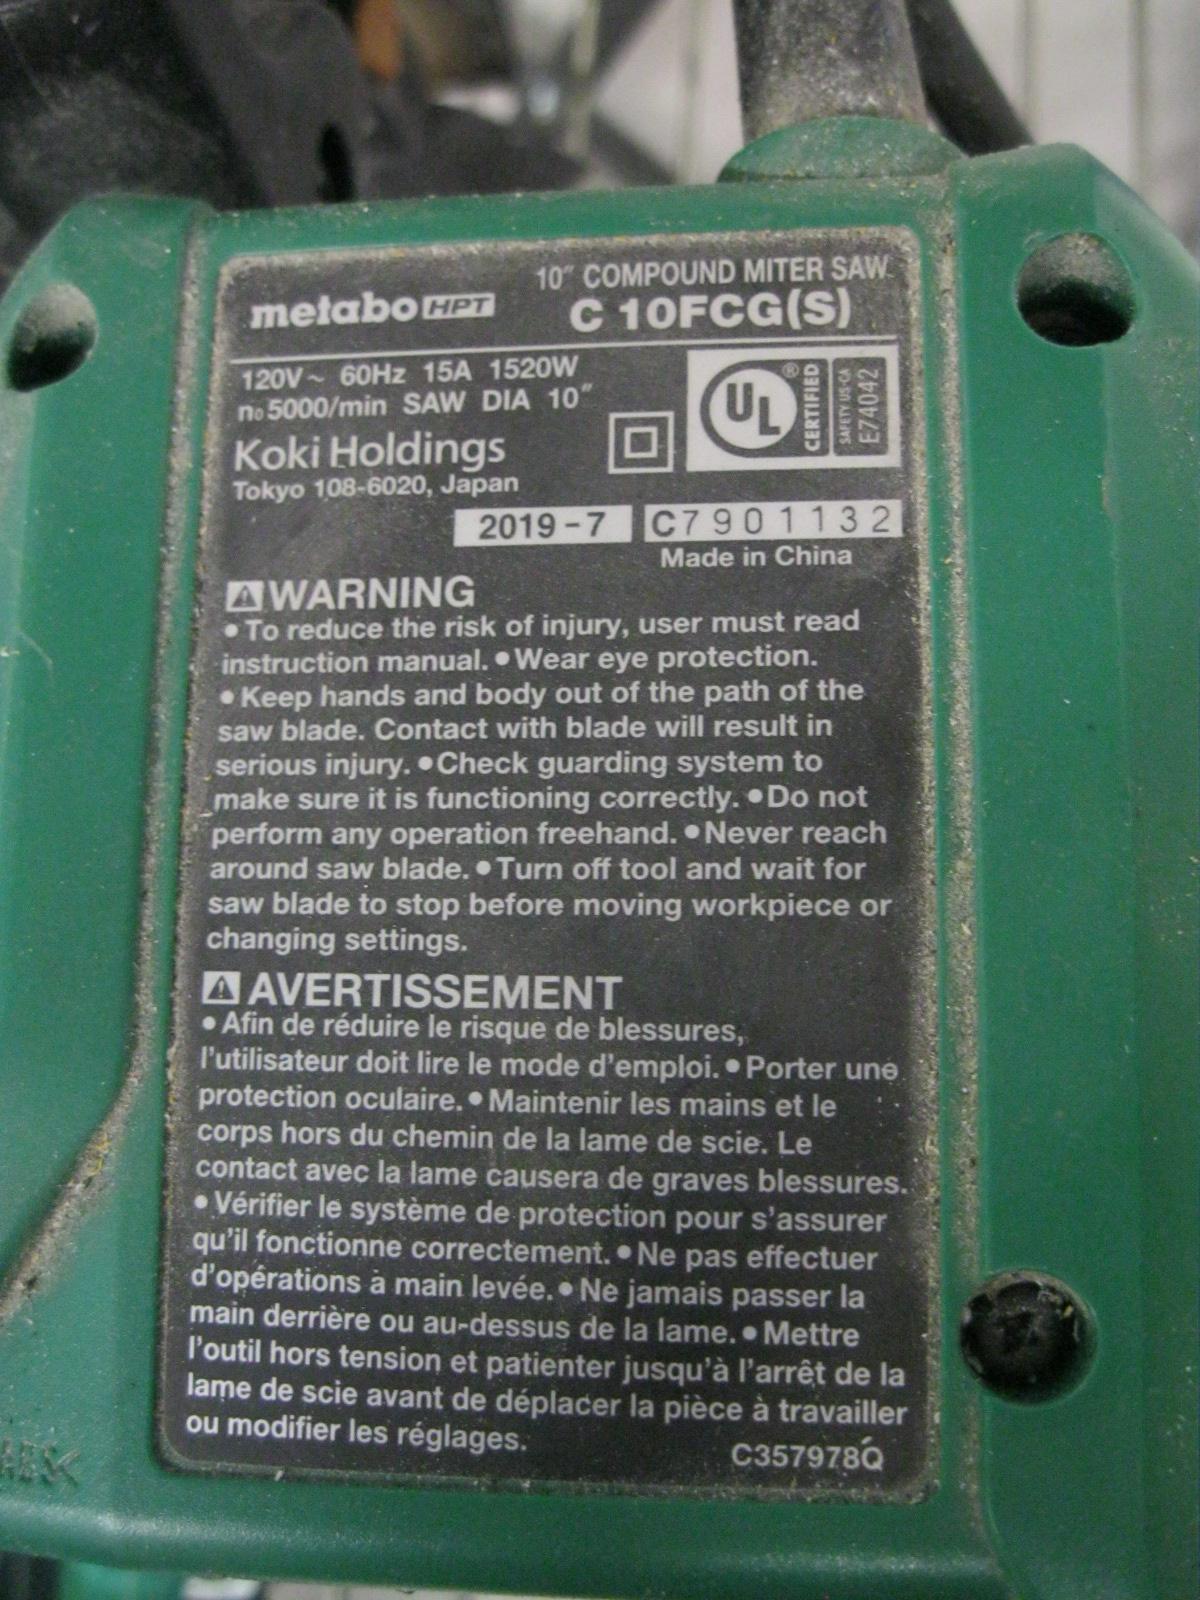 10" COMPOUND MITER SAW
metabo HPT C 10FCG(S)
120V~ 60Hz 15A 1520W
n₀5000/min SAW DIA 10"
Koki Holdings
Tokyo 108-6020, Japan
UL® CERTIFIED
SAFETY US-CA
E74042
2019-7 C7901132
Made in China
WARNING
• To reduce the risk of injury, user must read
instruction manual. • Wear eye protection.
• Keep hands and body out of the path of the
saw blade. Contact with blade will result in
serious injury. • Check guarding system to
make sure it is functioning correctly. • Do not
perform any operation freehand. • Never reach
around saw blade. • Turn off tool and wait for
saw blade to stop before moving workpiece or
changing settings.
AVERTISSEMENT
• Afin de réduire le risque de blessures,
l'utilisateur doit lire le mode d'emploi. • Porter une
protection oculaire. • Maintenir les mains et le
corps hors du chemin de la lame de scie. Le
contact avec la lame causera de graves blessures.
• Vérifier le système de protection pour s'assurer
qu'il fonctionne correctement. • Ne pas effectuer
d'opérations à main levée. • Ne jamais passer la
main derrière ou au-dessus de la lame. • Mettre
l'outil hors tension et patienter jusqu'à l'arrêt de la
lame de scie avant de déplacer la pièce à travailler
ou modifier les réglages.
C357978Q